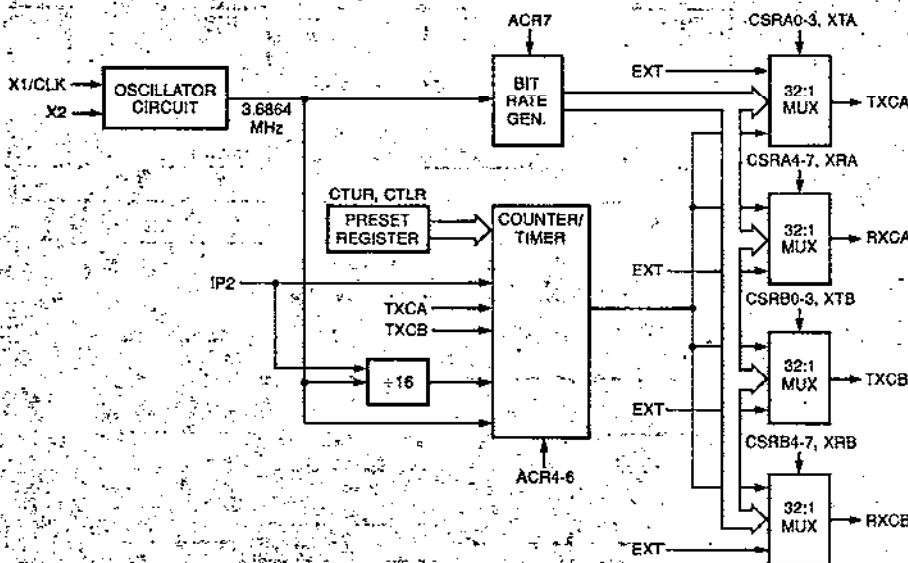 ACR7
CSRA0-3, XTA
X1/CLK
X2
OSCILLATOR
CIRCUIT
3.6864
MHz
BIT
RATE
GEN.
EXT
32:1
MUX
TXCA
CSRA4-7, XRA
CTUR, CTLR
PRESET
REGISTER
COUNTER/
TIMER
32:1
MUX
RXCA
IP2
EXT
CSRB0-3, XTB
TXCA
TXCB
÷16
32:1
MUX
TXCB
EXT
CSRB4-7, XRB
ACR4-6
32:1
MUX
RXCB
EXT